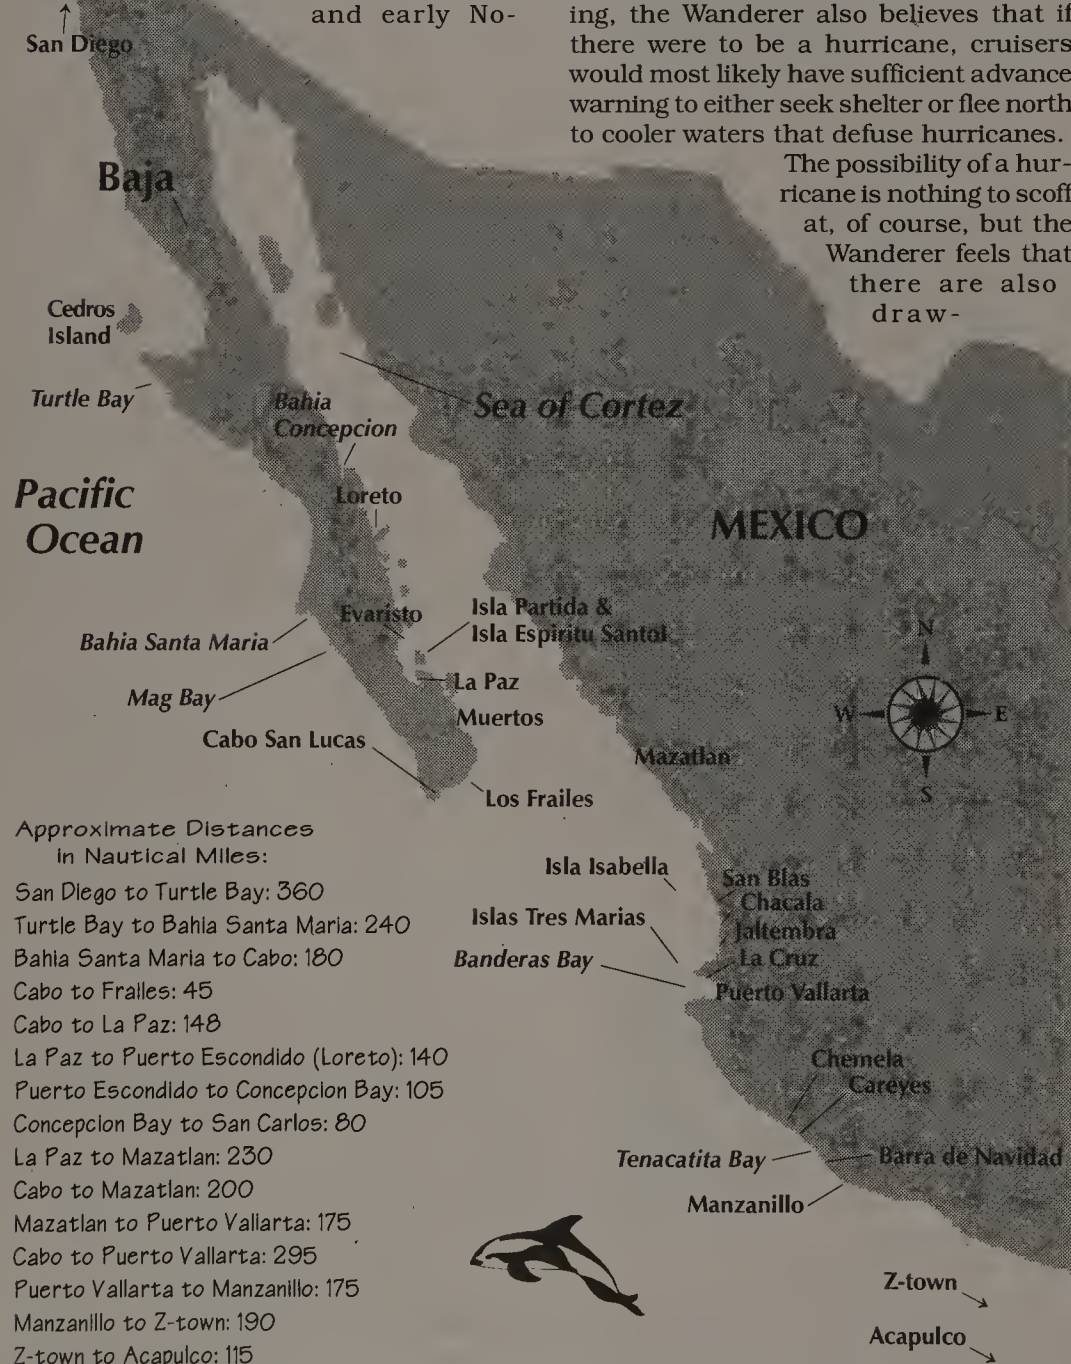 and early No-
ing, the Wanderer also believes that if
there were to be a hurricane, cruisers
would most likely have sufficient advance
warning to either seek shelter or flee north
to cooler waters that defuse hurricanes.
The possibility of a hur-
ricane is nothing to scoff
at, of course, but the
Wanderer feels that
there are also
draw-
San Diego
Baja
Cedros
Island
Turtle Bay
Bahia
Concepcion
Sea of Cortez
Pacific
Ocean
Loreto
MEXICO
Evaristo
Isla Partida &
Isla Espiritu Santol
Bahia Santa Maria
La Paz
Mag Bay
Muertos
Cabo San Lucas
Mazatlan
Los Frailes
N
W
E
S
Approximate Distances
in Nautical Miles:
San Diego to Turtle Bay: 360
Turtle Bay to Bahia Santa Maria: 240
Bahia Santa Maria to Cabo: 180
Cabo to Frailes: 45
Cabo to La Paz: 148
La Paz to Puerto Escondido (Loreto): 140
Puerto Escondido to Concepcion Bay: 105
Concepcion Bay to San Carlos: 80
La Paz to Mazatlan: 230
Cabo to Mazatlan: 200
Mazatlan to Puerto Vallarta: 175
Cabo to Puerto Vallarta: 295
Puerto Vallarta to Manzanillo: 175
Manzanillo to Z-town: 190
Z-town to Acapulco: 115
Isla Isabella
San Blas
Chacala
Islas Tres Marias
Jaltembra
Banderas Bay
La Cruz
Puerto Vallarta
Chemela
Careyes
Tenacatita Bay
Barra de Navidad
Manzanillo
Z-town
Acapulco